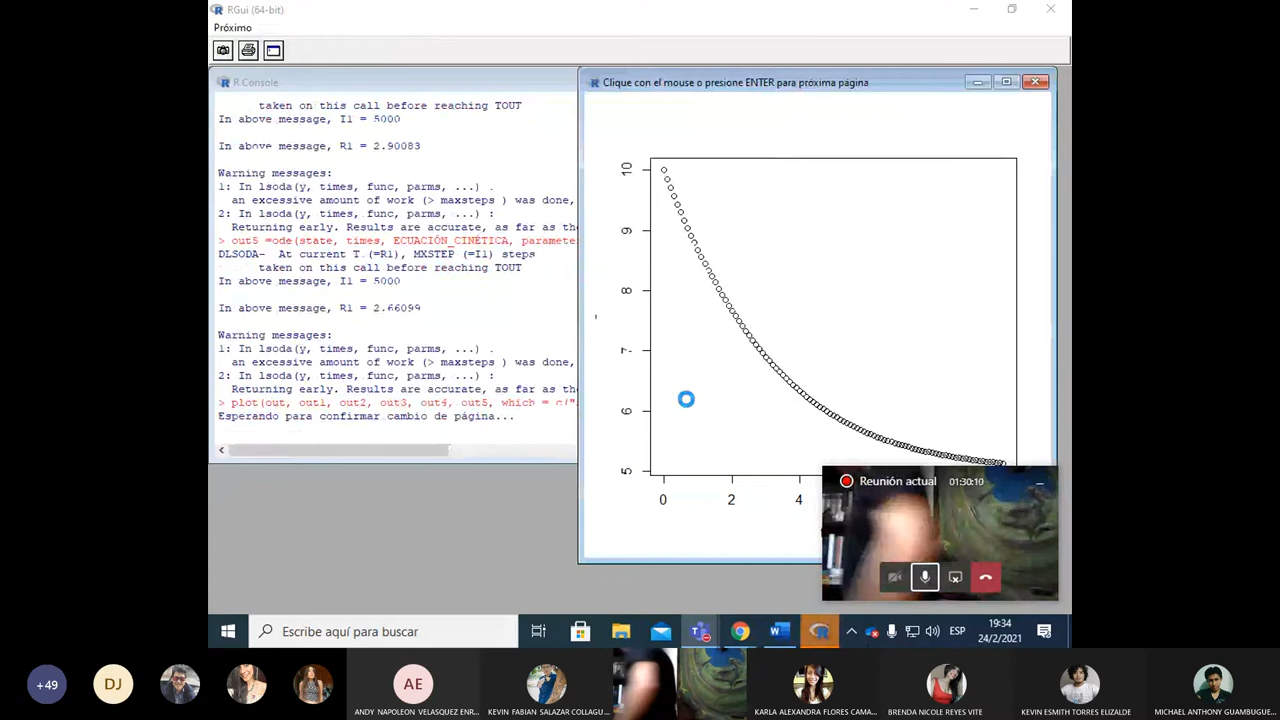 RGui (64-bit)
Próximo
R Console
taken on this call before reaching TOUT
In above message, I1 = 5000
In above message, R1 = 2.90083
Warning messages:
1: In lsoda(y, times, func, parms, ...) .
an excessive amount of work (> maxsteps ) was done,
2: In lsoda(y, times, func, parms, ...) :
Returning early. Results are accurate, as far as the
> out5 =ode(state, times, ECUACIÓN_CINÉTICA, parameter
DLSODA- At current T (=R1), MXSTEP (=I1) steps
taken on this call before reaching TOUT
In above message, I1 = 5000
In above message, R1 = 2.66099
Warning messages:
1: In lsoda(y, times, func, parms, ...) .
an excessive amount of work (> maxsteps ) was done,
2: In lsoda(y, times, func, parms, ...) :
Returning early. Results are accurate, as far as the
> plot(out, out1, out2, out3, out4, out5, which = c("
Esperando para confirmar cambio de página...
Clique con el mouse o presione ENTER para próxima página
10
9
8
7
6
5
0
2
4
Reunión actual 01:30:10
Escribe aquí para buscar
ESP
19:34
24/2/2021
+49
DJ
AE
ANDY NAPOLEON VELASQUEZ ENR...
KEVIN FABIAN SALAZAR COLLAGU...
KARLA ALEXANDRA FLORES CAMA...
BRENDA NICOLE REYES VITE
KEVIN ESMITH TORRES ELIZALDE
MICHAEL ANTHONY GUAMBUGUE...